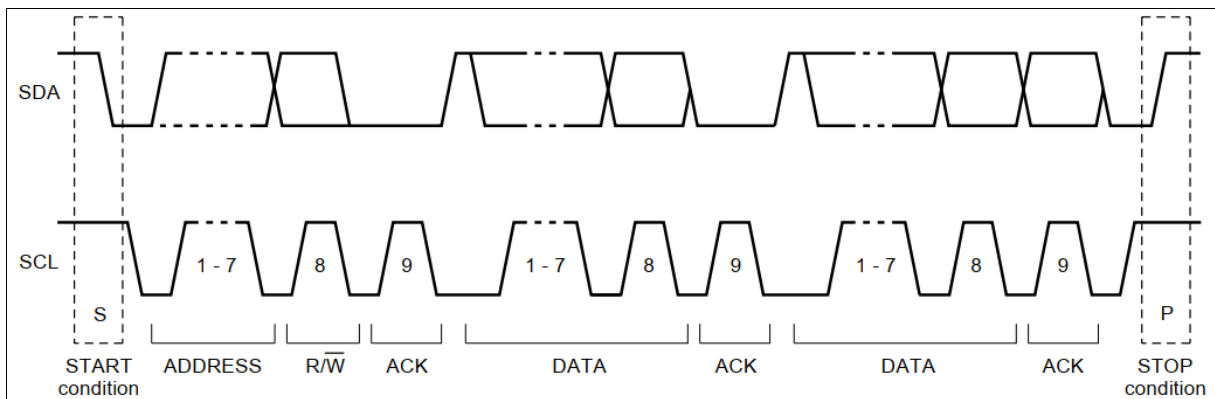 SDA
SCL
1 - 7
8
9
1 - 7
8
9
1 - 7
8
9
S
P
START
condition
ADDRESS
R/W̅
ACK
DATA
ACK
DATA
ACK
STOP
condition